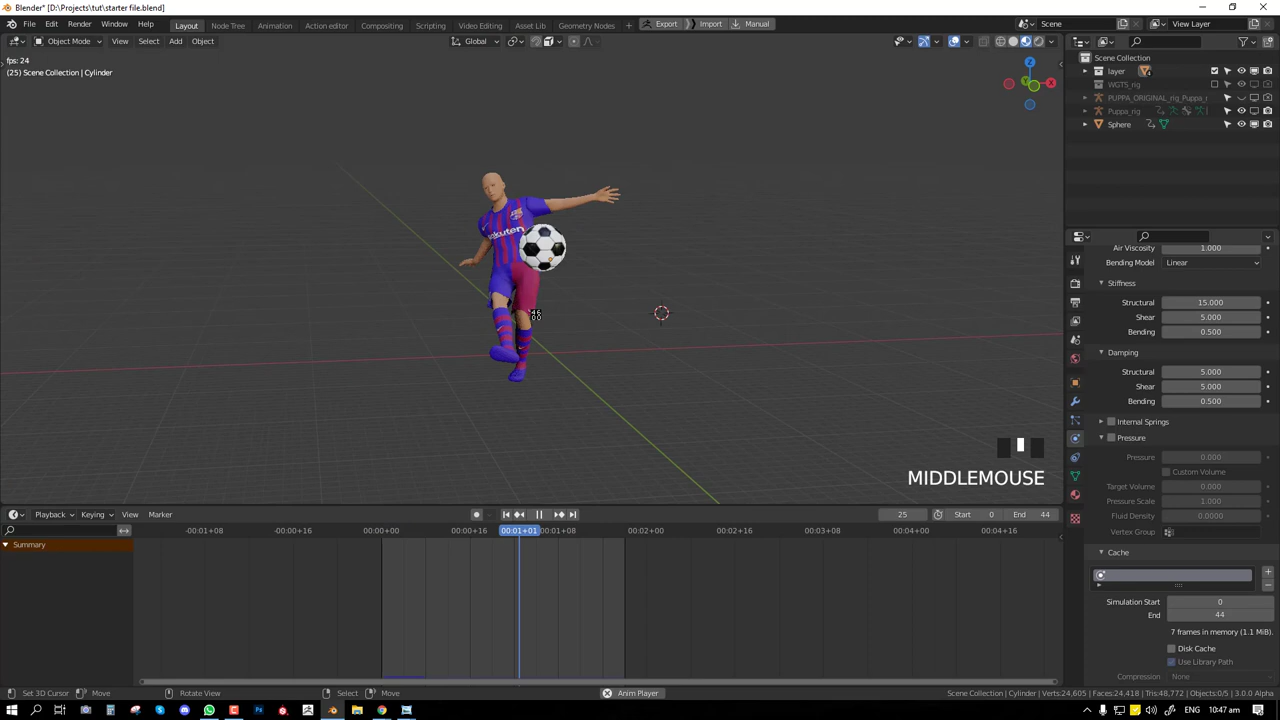 Blender* [D:\Projects\tut\starter file.blend]
File Edit Render Window Help Layout Node Tree Animation Action editor Compositing Scripting Video Editing Asset Lib Geometry Nodes + Export Import Manual Scene View Layer
Object Mode View Select Add Object Global
fps: 24
(25) Scene Collection | Cylinder
Z
X
Y
rakuten
MIDDLEMOUSE
Scene Collection
layer 4
WGTS_rig
PUPPA_ORIGINAL_rig_Puppa_r
Puppa_rig
Sphere
Air Viscosity 1.000
Bending Model Linear
Stiffness
Structural 15.000
Shear 5.000
Bending 0.500
Damping
Structural 5.000
Shear 5.000
Bending 0.500
Internal Springs
Pressure
Pressure 0.000
Custom Volume
Target Volume 0.000
Pressure Scale 1.000
Fluid Density 0.0000
Vertex Group
Cache
Simulation Start 0
End 44
7 frames in memory (1.1 MiB).
Disk Cache
Use Library Path
Compression None
Playback Keying View Marker 25 Start 0 End 44
-00:01+08 -00:00+16 00:00+00 00:00+16 00:01+01 00:01+08 00:02+00 00:02+16 00:03+08 00:04+00 00:04+16
Summary
Set 3D Cursor Move Rotate View Select Move Anim Player Scene Collection | Cylinder | Verts:24,605 | Faces:24,418 | Tris:48,772 | Objects:0/5 | 3.0.0 Alpha
ENG 10:47 am